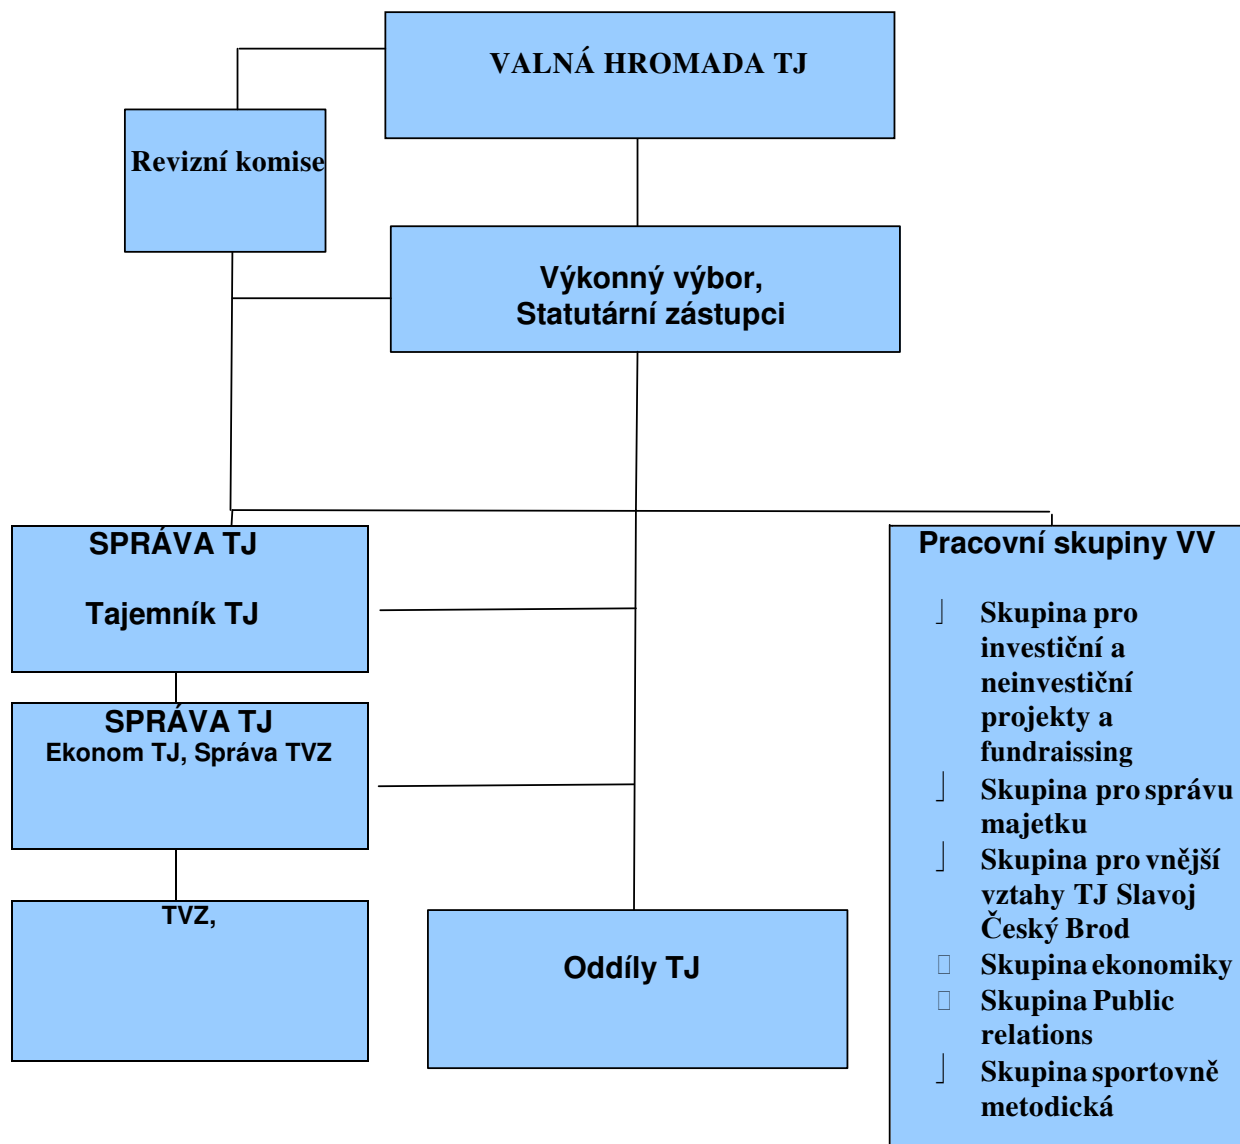 VALNÁ HROMADA TJ
Revizní komise
Výkonný výbor,
Statutární zástupci
SPRÁVA TJ
Tajemník TJ
SPRÁVA TJ
Ekonom TJ, Správa TVZ
TVZ,
Oddíly TJ
Pracovní skupiny VV
Skupina pro
investiční a
neinvestiční
projekty a
fundraissing
Skupina pro správu
majetku
Skupina pro vnější
vztahy TJ Slavoj
Český Brod
Skupina ekonomiky
Skupina Public
relations
Skupina sportovně
metodická